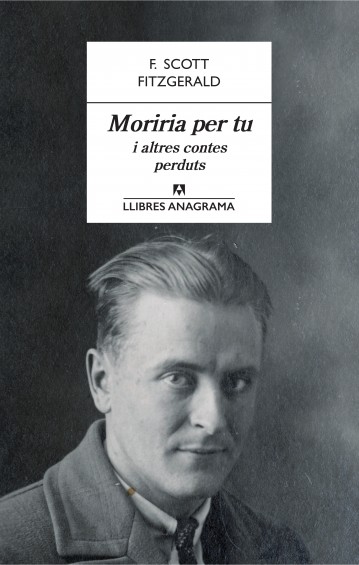 F. SCOTT
FITZGERALD
Moriria per tu
i altres contes
perduts
LLIBRES ANAGRAMA